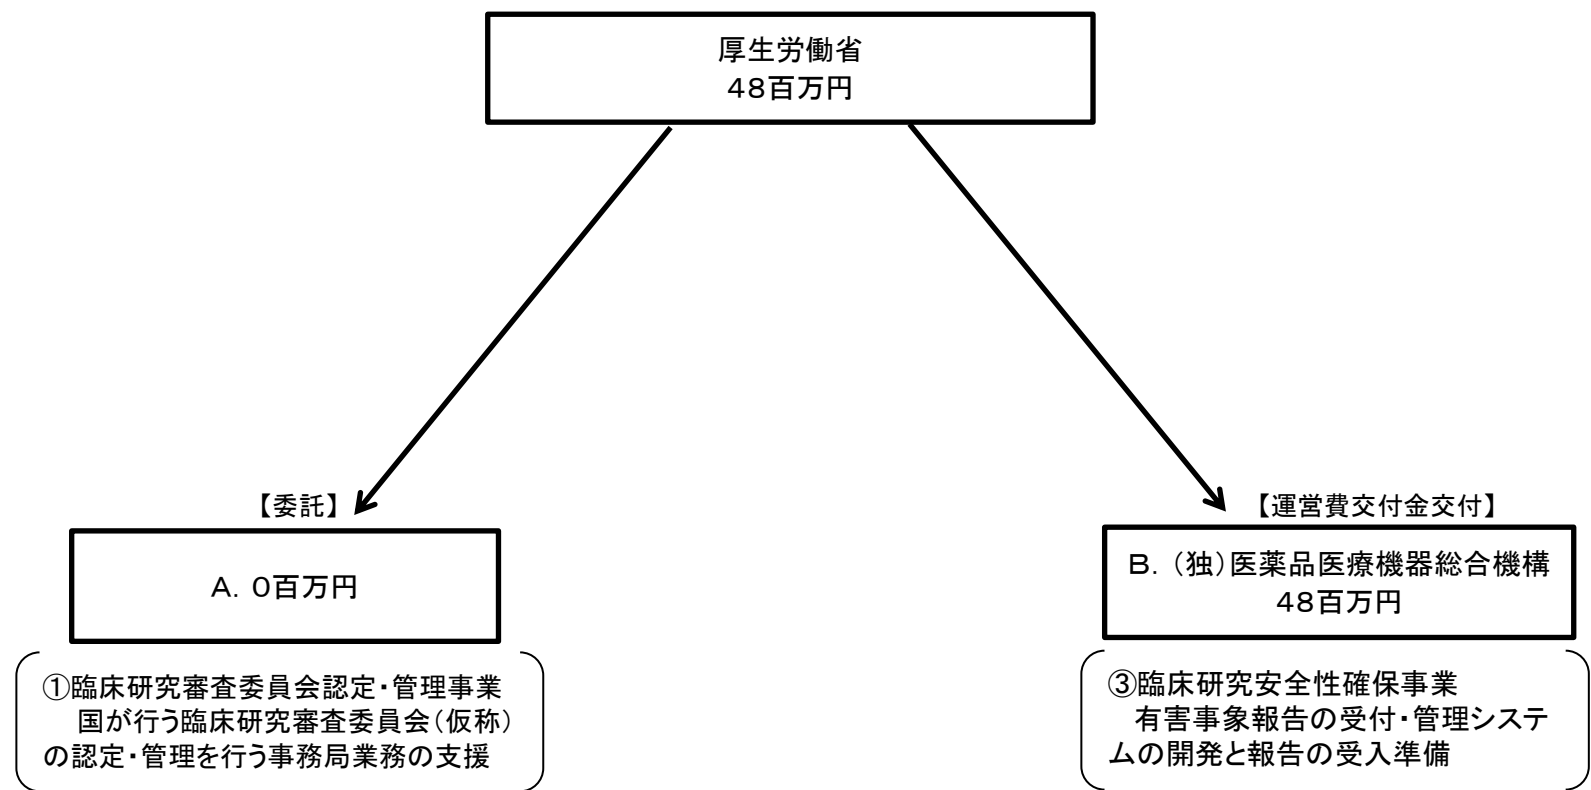 厚生労働省
４８百万円
【委託】
Ａ．０百万円
①臨床研究審査委員会認定・管理事業
国が行う臨床研究審査委員会（仮称）
の認定・管理を行う事務局業務の支援
【運営費交付金交付】
Ｂ．（独）医薬品医療機器総合機構
４８百万円
③臨床研究安全性確保事業
有害事象報告の受付・管理システ
ムの開発と報告の受入準備